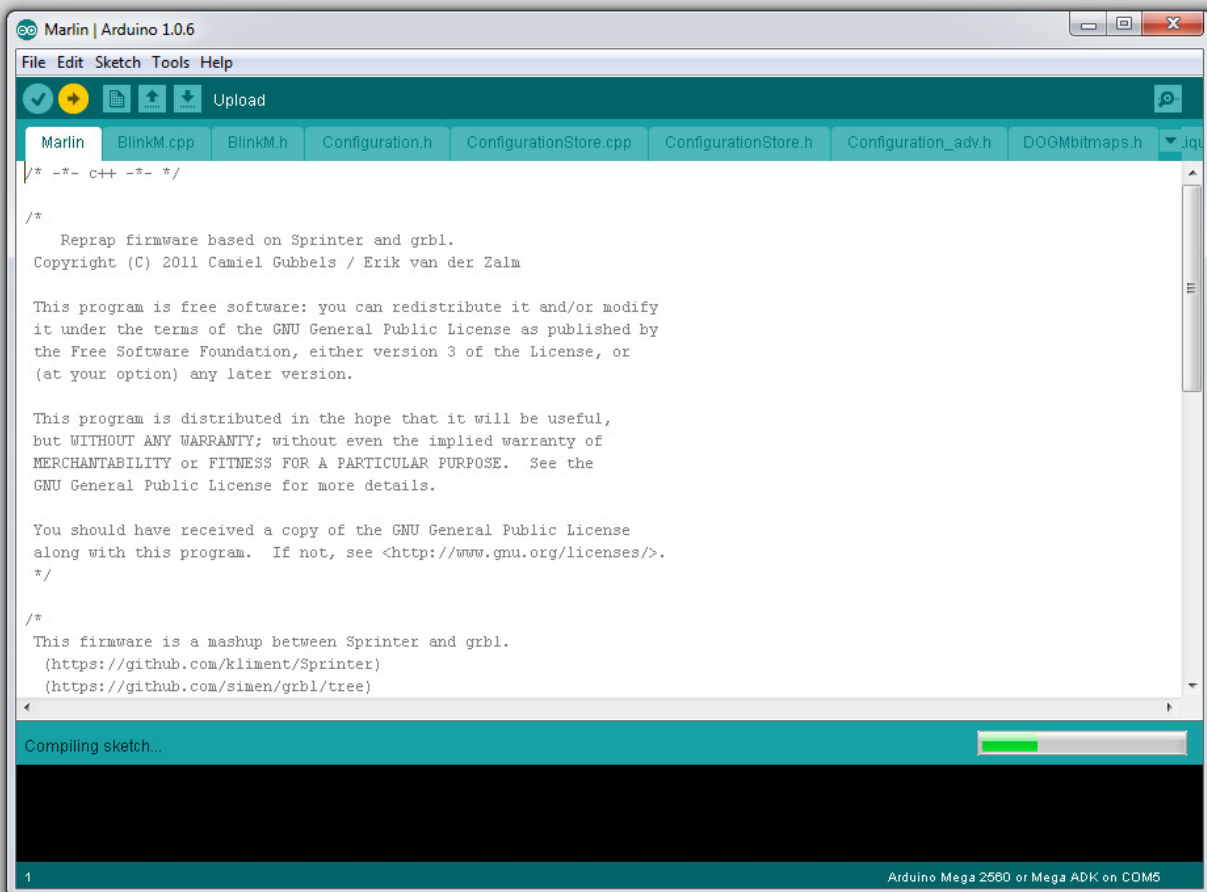 Marlin | Arduino 1.0.6
File Edit Sketch Tools Help
Upload
Marlin BlinkM.cpp BlinkM.h Configuration.h ConfigurationStore.cpp ConfigurationStore.h Configuration_adv.h DOGMbitmaps.h
/* -*- c++ -*- */
/*
Reprap firmware based on Sprinter and grbl.
Copyright (C) 2011 Camiel Gubbels / Erik van der Zalm
This program is free software: you can redistribute it and/or modify
it under the terms of the GNU General Public License as published by
the Free Software Foundation, either version 3 of the License, or
(at your option) any later version.
This program is distributed in the hope that it will be useful,
but WITHOUT ANY WARRANTY; without even the implied warranty of
MERCHANTABILITY or FITNESS FOR A PARTICULAR PURPOSE.  See the
GNU General Public License for more details.
You should have received a copy of the GNU General Public License
along with this program.  If not, see <http://www.gnu.org/licenses/>.
*/
/*
This firmware is a mashup between Sprinter and grbl.
(https://github.com/kliment/Sprinter)
(https://github.com/simen/grbl/tree)
Compiling sketch...
1
Arduino Mega 2560 or Mega ADK on COM5